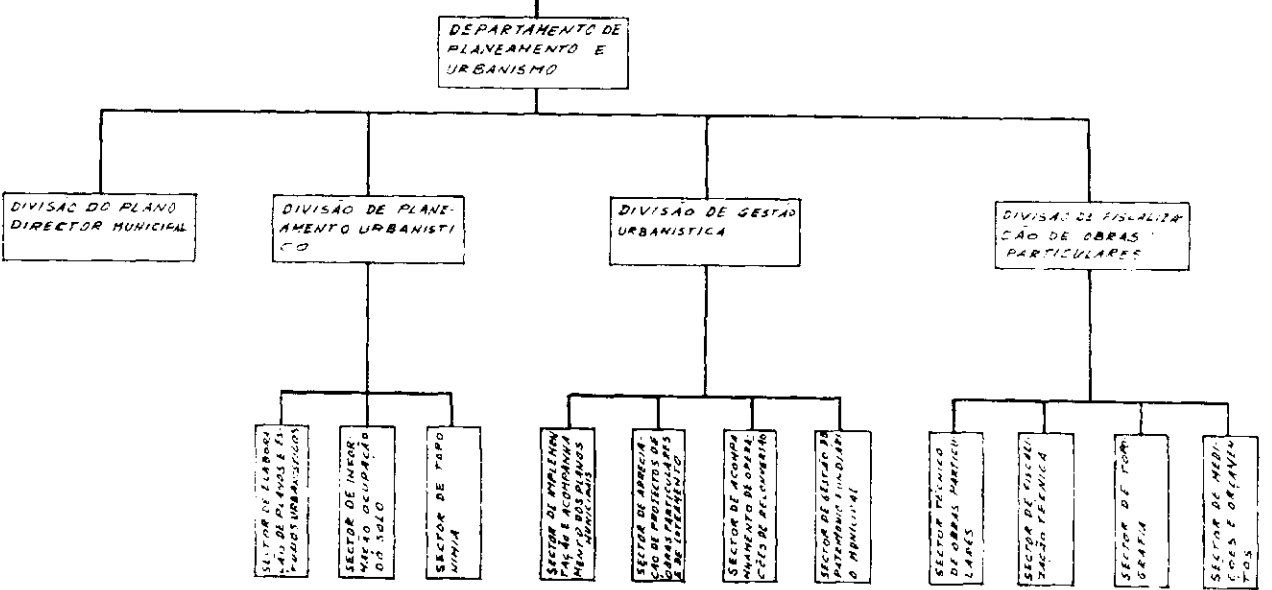 DEPARTAMENTO DE
PLANEAMENTO E
URBANISMO
DIVISÃO DO PLANO
DIRECTOR MUNICIPAL
DIVISÃO DE PLANE-
AMENTO URBANISTI
CO
DIVISÃO DE GESTÃO
URBANISTICA
DIVISÃO DE FISCALIZA
ÇÃO DE OBRAS
PARTICULARES
SECTOR DE ELABORA
ÇÃO DE PLANOS E ES-
TUDOS URBANISTICOS
SECTOR DE INFOR-
MAÇÃO OCUPAÇÃO
DO SOLO
SECTOR DE TOPO
NIMIA
SECTOR DE IMPLEMEN
TAÇÃO E ACOMPANHA
MENTO DOS PLANOS
MUNICIPAIS
SECTOR DE APRECIA-
ÇÃO DE PROJECTOS DE
OBRAS PARTICULARES
E DE LOTEAMENTO
SECTOR DE ACOMPA
NHAMENTO DE OPERA-
ÇÕES DE RECONVERSÃO
SECTOR DE GESTÃO DO
PATRIMONIO FUNDIÁRI
O MUNICIPAL
SECTOR TÉCNICO
DE OBRAS PARTICU
LARES
SECTOR DE FISCALI
ZAÇÃO TÉCNICA
SECTOR DE TOPO
GRAFIA
SECTOR DE MEDI
ÇOES E ORÇAMEN
TOS